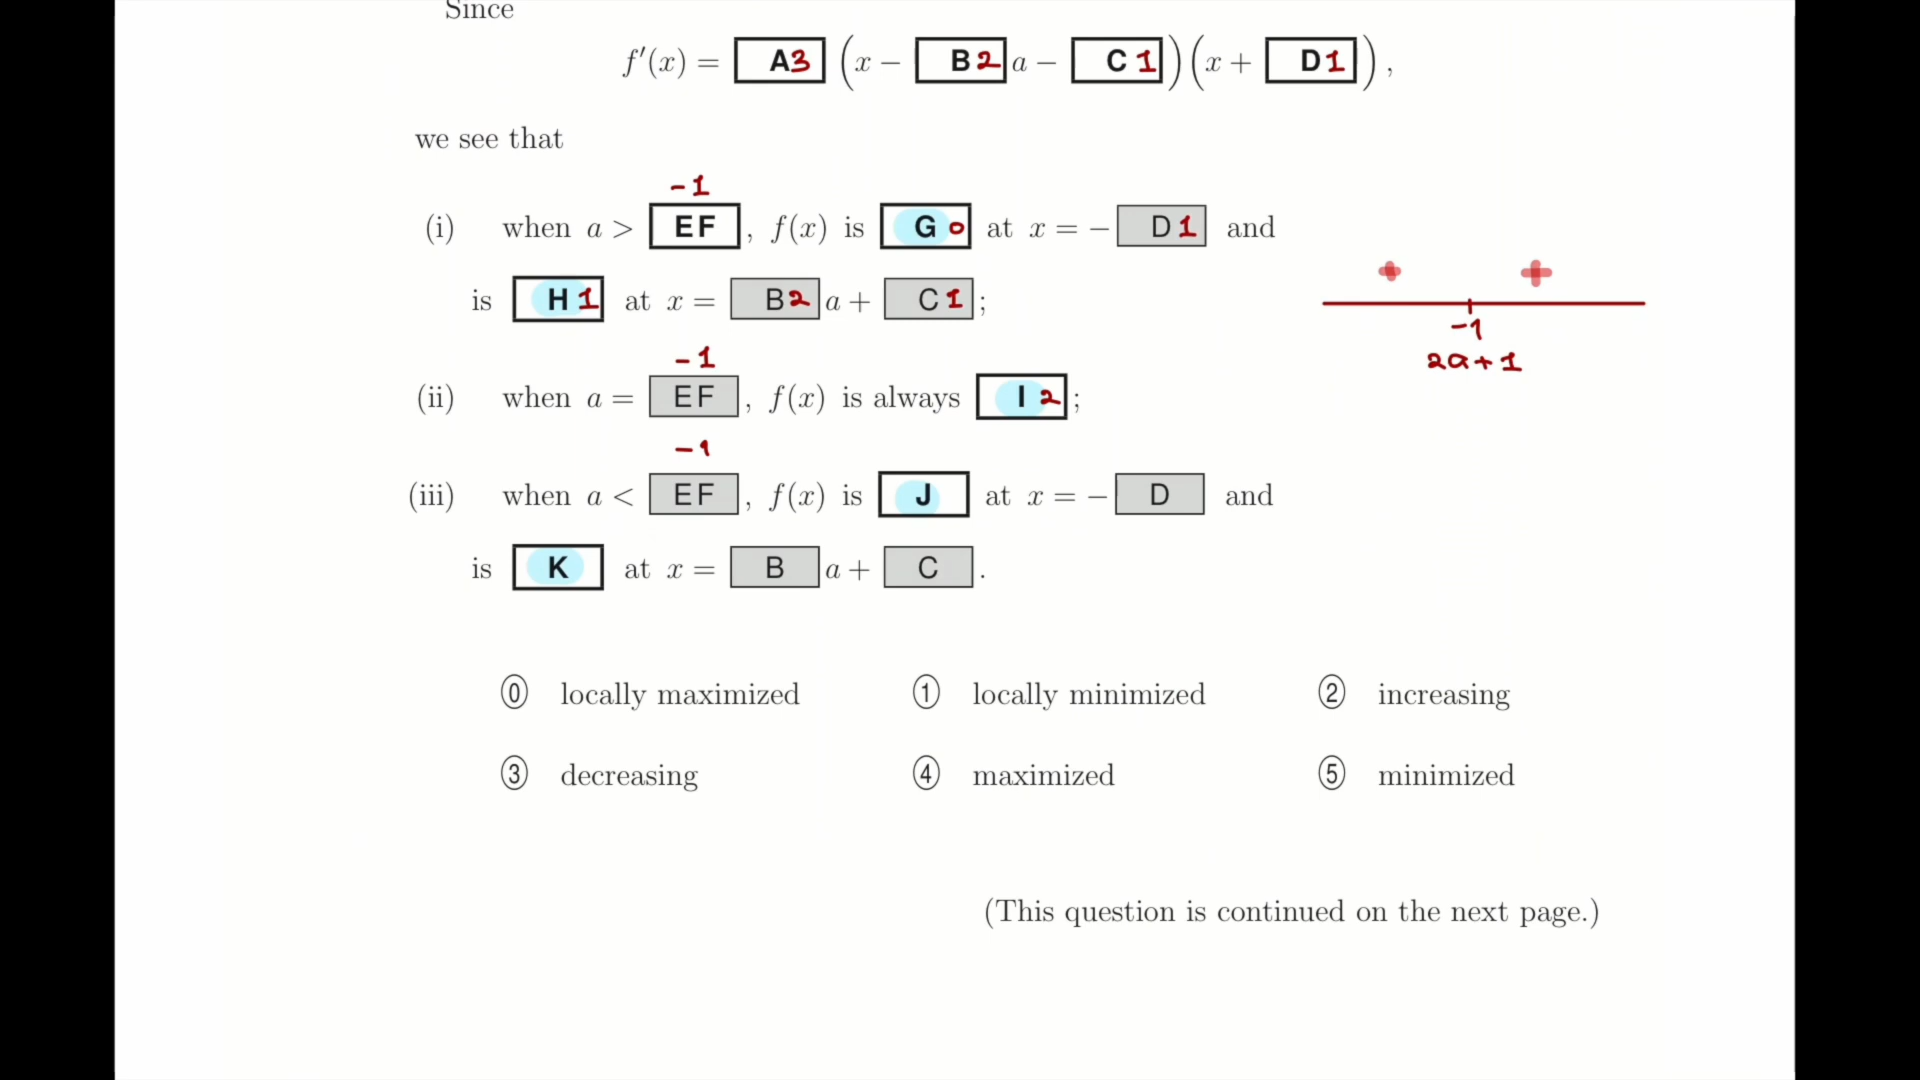 Since
f′(x) = A3 (x − B2 a − C1)(x + D1),
we see that
-1
(i) when a > EF, f(x) is G0 at x = − D1 and
is H1 at x = B2 a + C1;
+ +
-1
2a+1
-1
(ii) when a = EF, f(x) is always I2;
-1
(iii) when a < EF, f(x) is J at x = − D and
is K at x = B a + C.
⓪ locally maximized ① locally minimized ② increasing
③ decreasing ④ maximized ⑤ minimized
(This question is continued on the next page.)